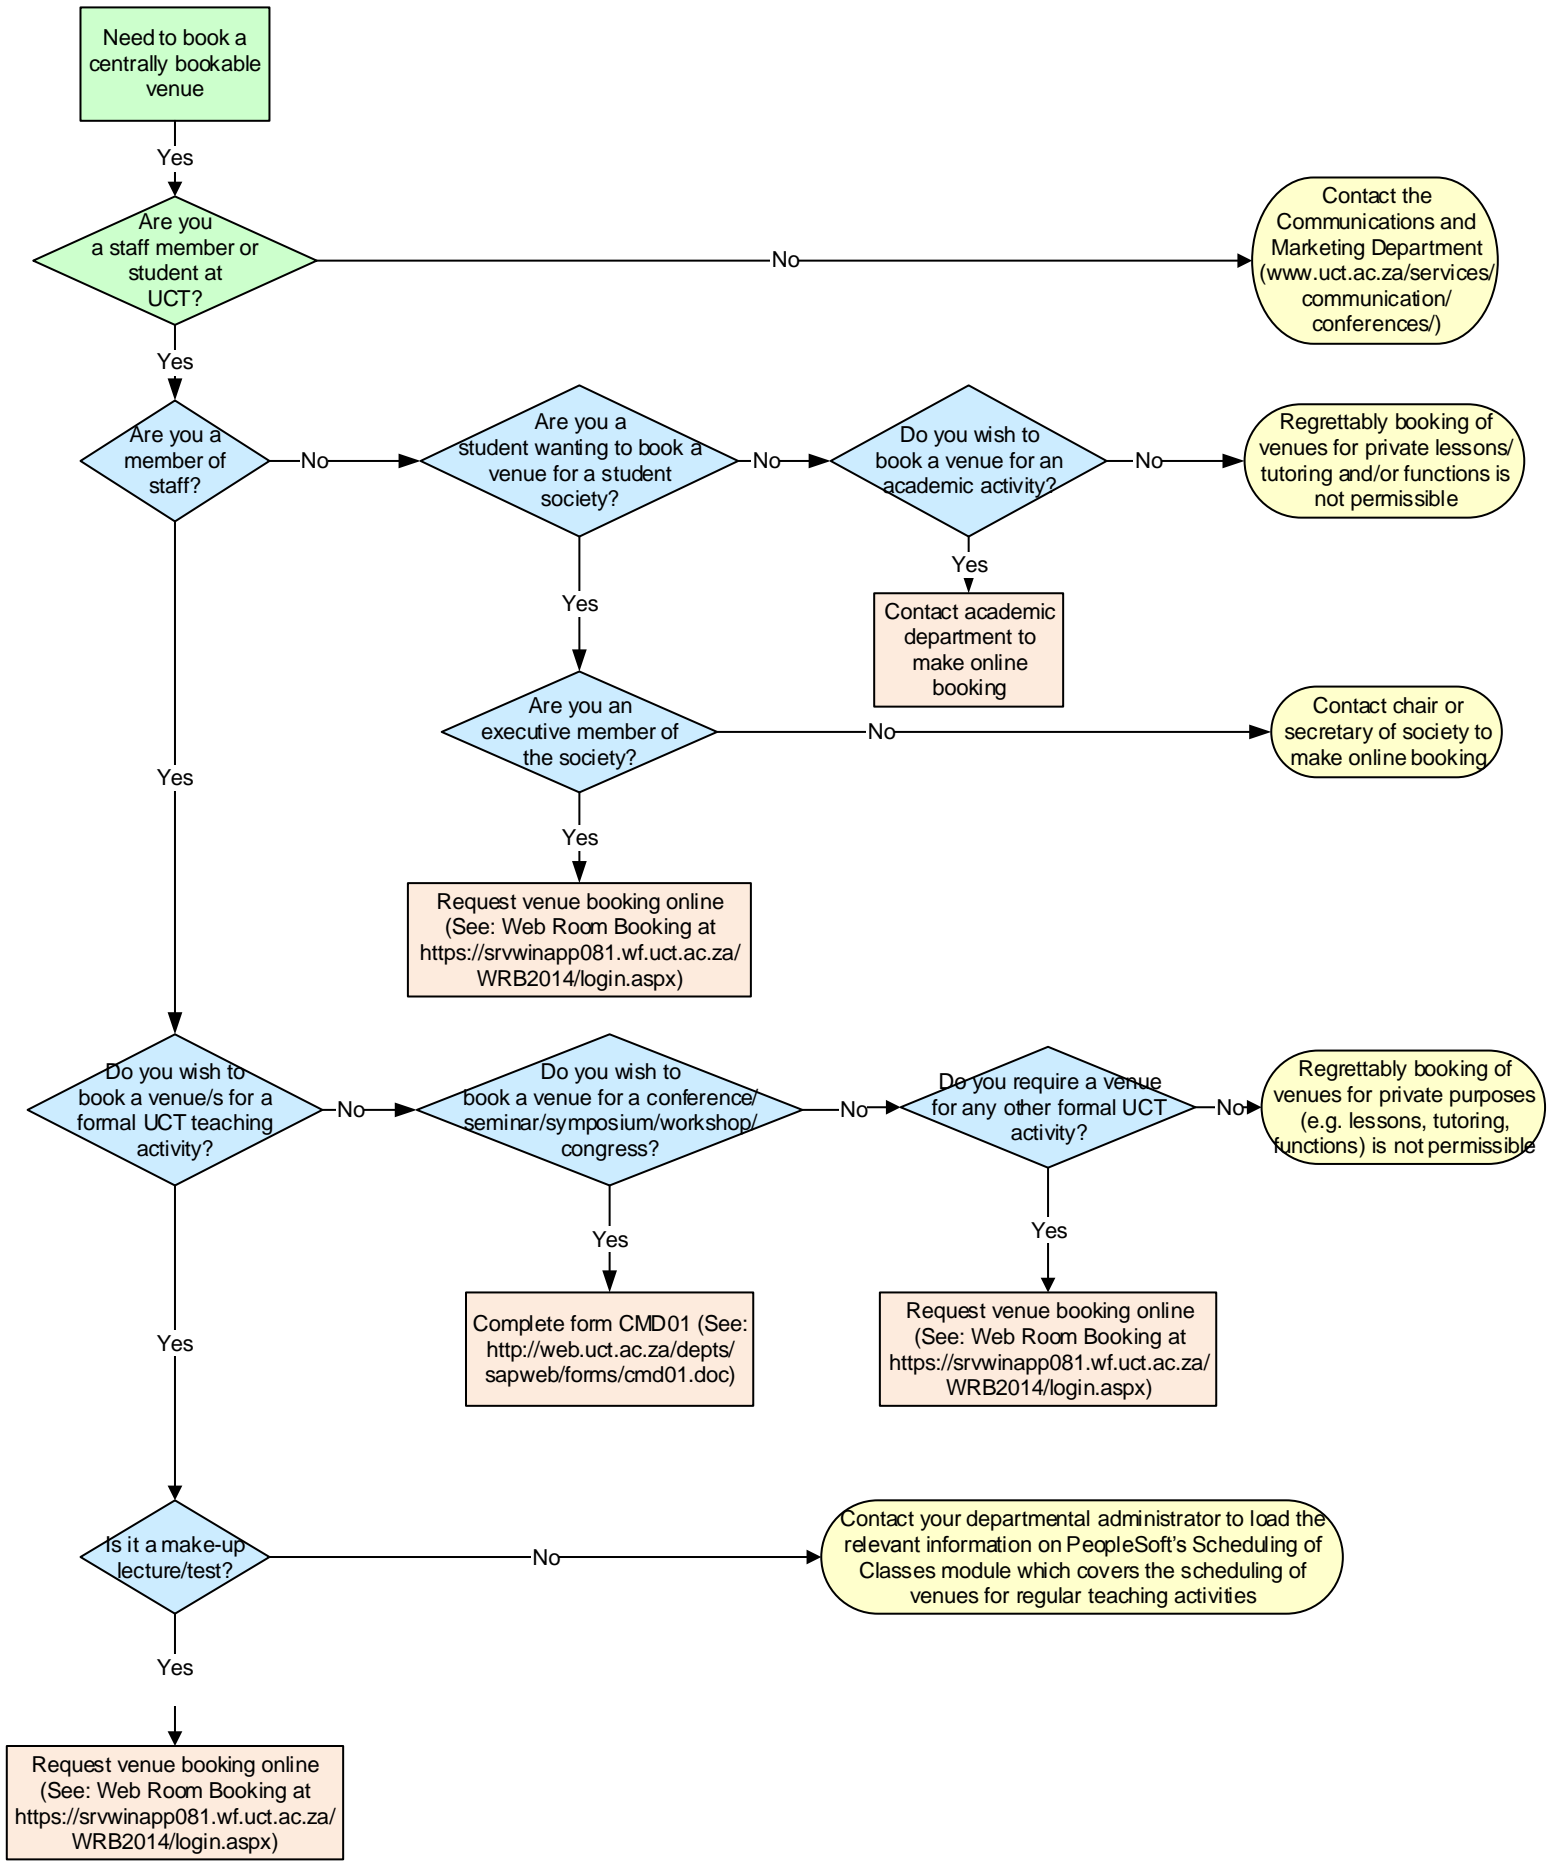 Need to book a
centrally bookable
venue
Yes
Are you
a staff member or
student at
UCT?
No
Contact the
Communications and
Marketing Department
(www.uct.ac.za/services/
communication/
conferences/)
Yes
Are you a
member of
staff?
No
Are you a
student wanting to book a
venue for a student
society?
No
Do you wish to
book a venue for an
academic activity?
No
Regrettably booking of
venues for private lessons/
tutoring and/or functions is
not permissible
Yes
Contact academic
department to
make online
booking
Yes
Are you an
executive member of
the society?
No
Contact chair or
secretary of society to
make online booking
Yes
Yes
Request venue booking online
(See: Web Room Booking at
https://srvwinapp081.wf.uct.ac.za/
WRB2014/login.aspx)
Do you wish to
book a venue/s for a
formal UCT teaching
activity?
No
Do you wish to
book a venue for a conference/
seminar/symposium/workshop/
congress?
No
Do you require a venue
for any other formal UCT
activity?
No
Regrettably booking of
venues for private purposes
(e.g. lessons, tutoring,
functions) is not permissible
Yes
Complete form CMD01 (See:
http://web.uct.ac.za/depts/
sapweb/forms/cmd01.doc)
Yes
Request venue booking online
(See: Web Room Booking at
https://srvwinapp081.wf.uct.ac.za/
WRB2014/login.aspx)
Yes
Is it a make-up
lecture/test?
No
Contact your departmental administrator to load the
relevant information on PeopleSoft’s Scheduling of
Classes module which covers the scheduling of
venues for regular teaching activities
Yes
Request venue booking online
(See: Web Room Booking at
https://srvwinapp081.wf.uct.ac.za/
WRB2014/login.aspx)